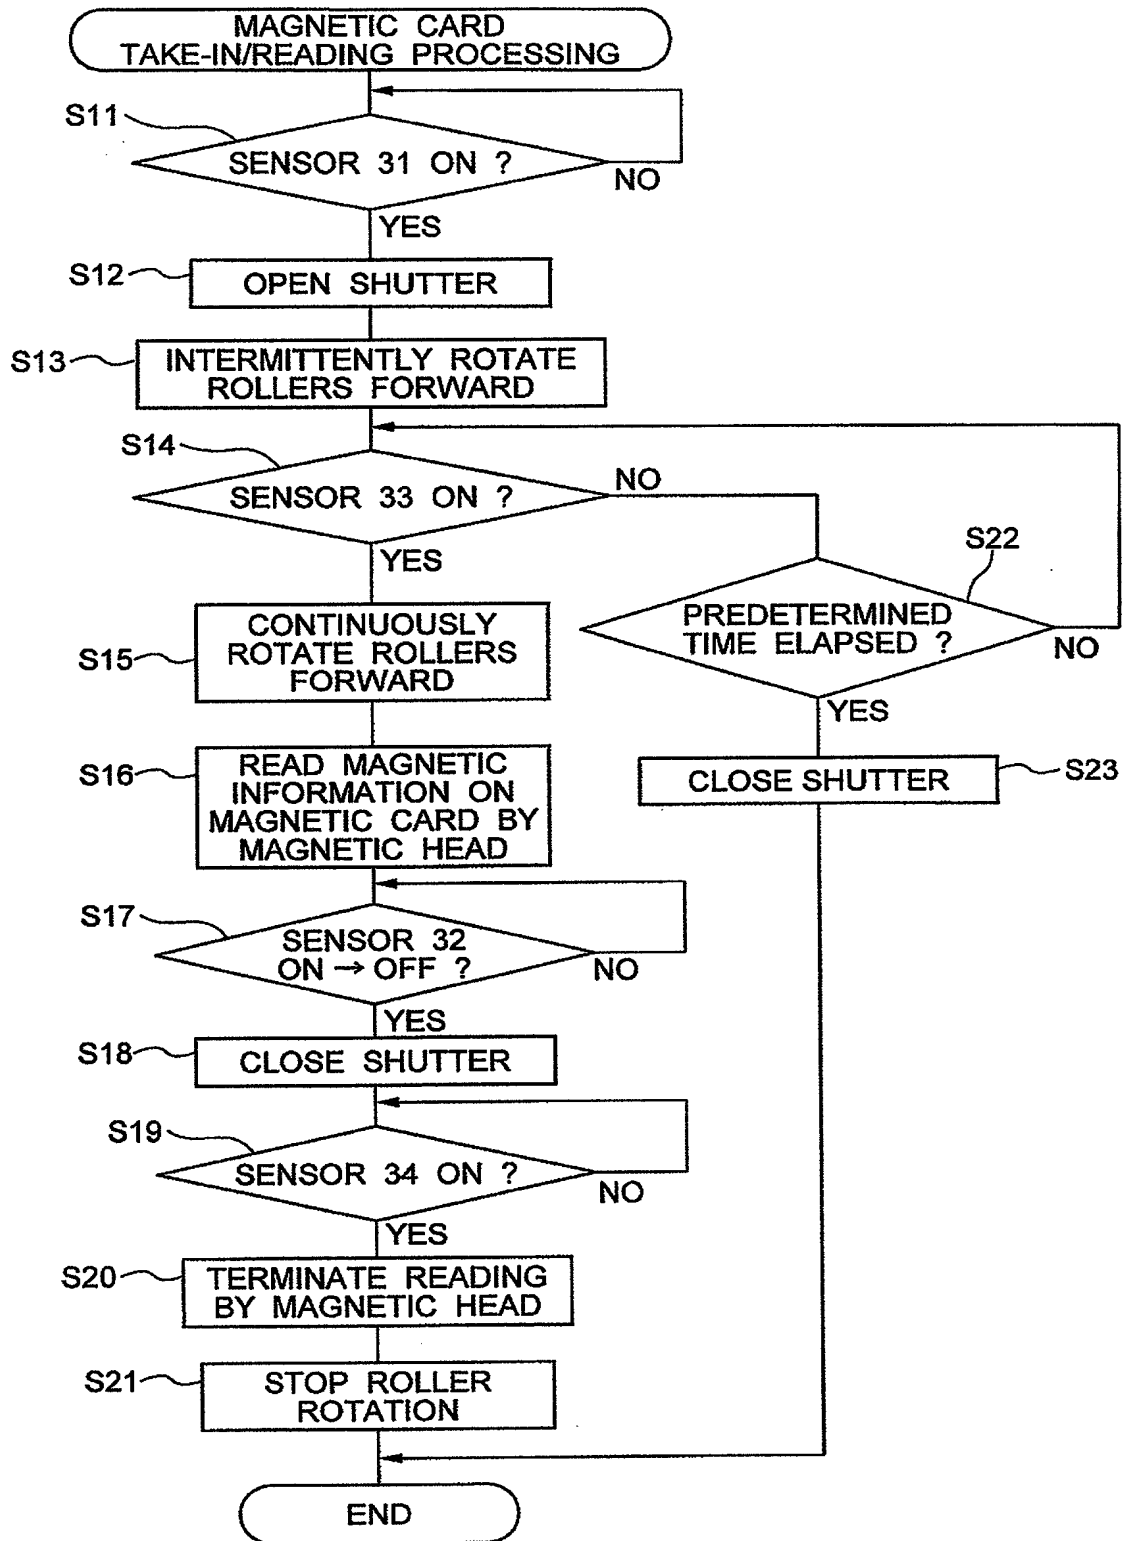 MAGNETIC CARD
TAKE-IN/READING PROCESSING
S11
SENSOR 31 ON ?
NO
YES
S12
OPEN SHUTTER
S13
INTERMITTENTLY ROTATE
ROLLERS FORWARD
S14
SENSOR 33 ON ?
NO
YES
S22
PREDETERMINED
TIME ELAPSED ?
NO
YES
S15
CONTINUOUSLY
ROTATE ROLLERS
FORWARD
S16
READ MAGNETIC
INFORMATION ON
MAGNETIC CARD BY
MAGNETIC HEAD
CLOSE SHUTTER
S23
S17
SENSOR 32
ON → OFF ?
NO
YES
S18
CLOSE SHUTTER
S19
SENSOR 34 ON ?
NO
YES
S20
TERMINATE READING
BY MAGNETIC HEAD
S21
STOP ROLLER
ROTATION
END